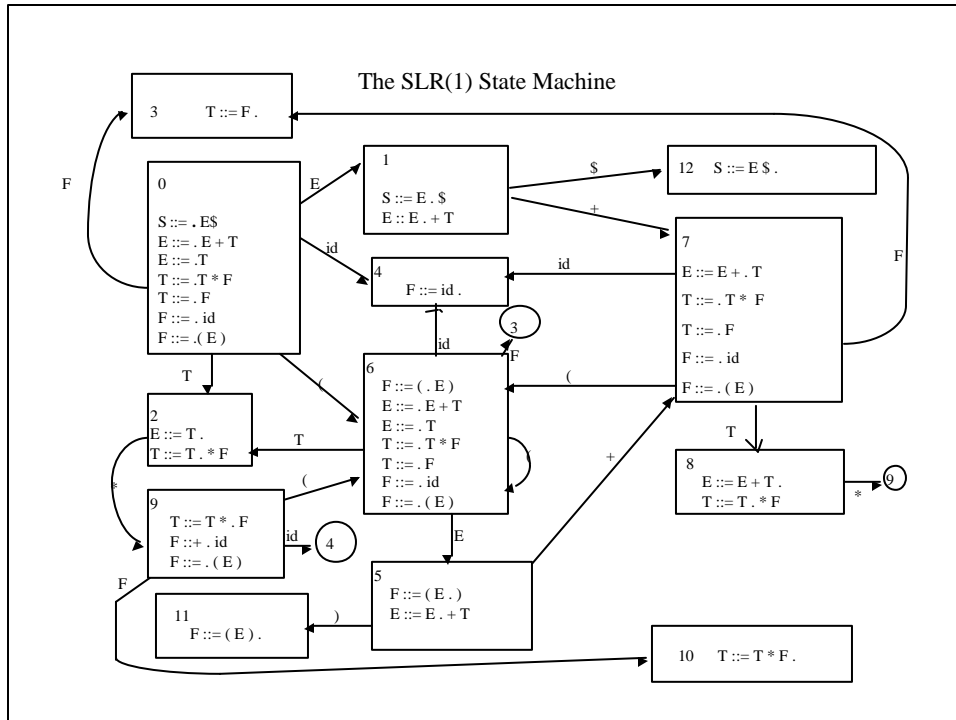 The SLR(1) State Machine
3 T ::= F .
F
0
S ::= . E$
E ::= . E + T
E ::= .T
T ::= .T * F
T ::= . F
F ::= . id
F ::= .( E )
E
id
1
S ::= E . $
E :: E . + T
$
+
12 S ::= E $ .
4
F ::= id .
id
7
E ::= E + . T
T ::= . T * F
T ::= . F
F ::= . id
F ::= . ( E )
F
3
F
id
T
(
6
F ::= ( . E )
E ::= . E + T
E ::= . T
T ::= . T * F
T ::= . F
F ::= . id
F ::= . ( E )
(
(
T
2
E ::= T .
T ::= T . * F
T
*
(
+
8
E ::= E + T .
T ::= T . * F
*
9
9
T ::= T * . F
F ::+ . id
F ::= . ( E )
id
4
E
F
5
F ::= ( E . )
E ::= E . + T
)
11
F ::= ( E ) .
10 T ::= T * F .